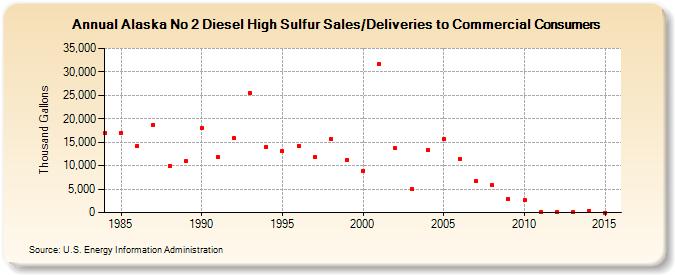 Annual Alaska No 2 Diesel High Sulfur Sales/Deliveries to Commercial Consumers
Thousand Gallons
35,000
30,000
25,000
20,000
15,000
10,000
5,000
0
1985 1990 1995 2000 2005 2010 2015
Source: U.S. Energy Information Administration